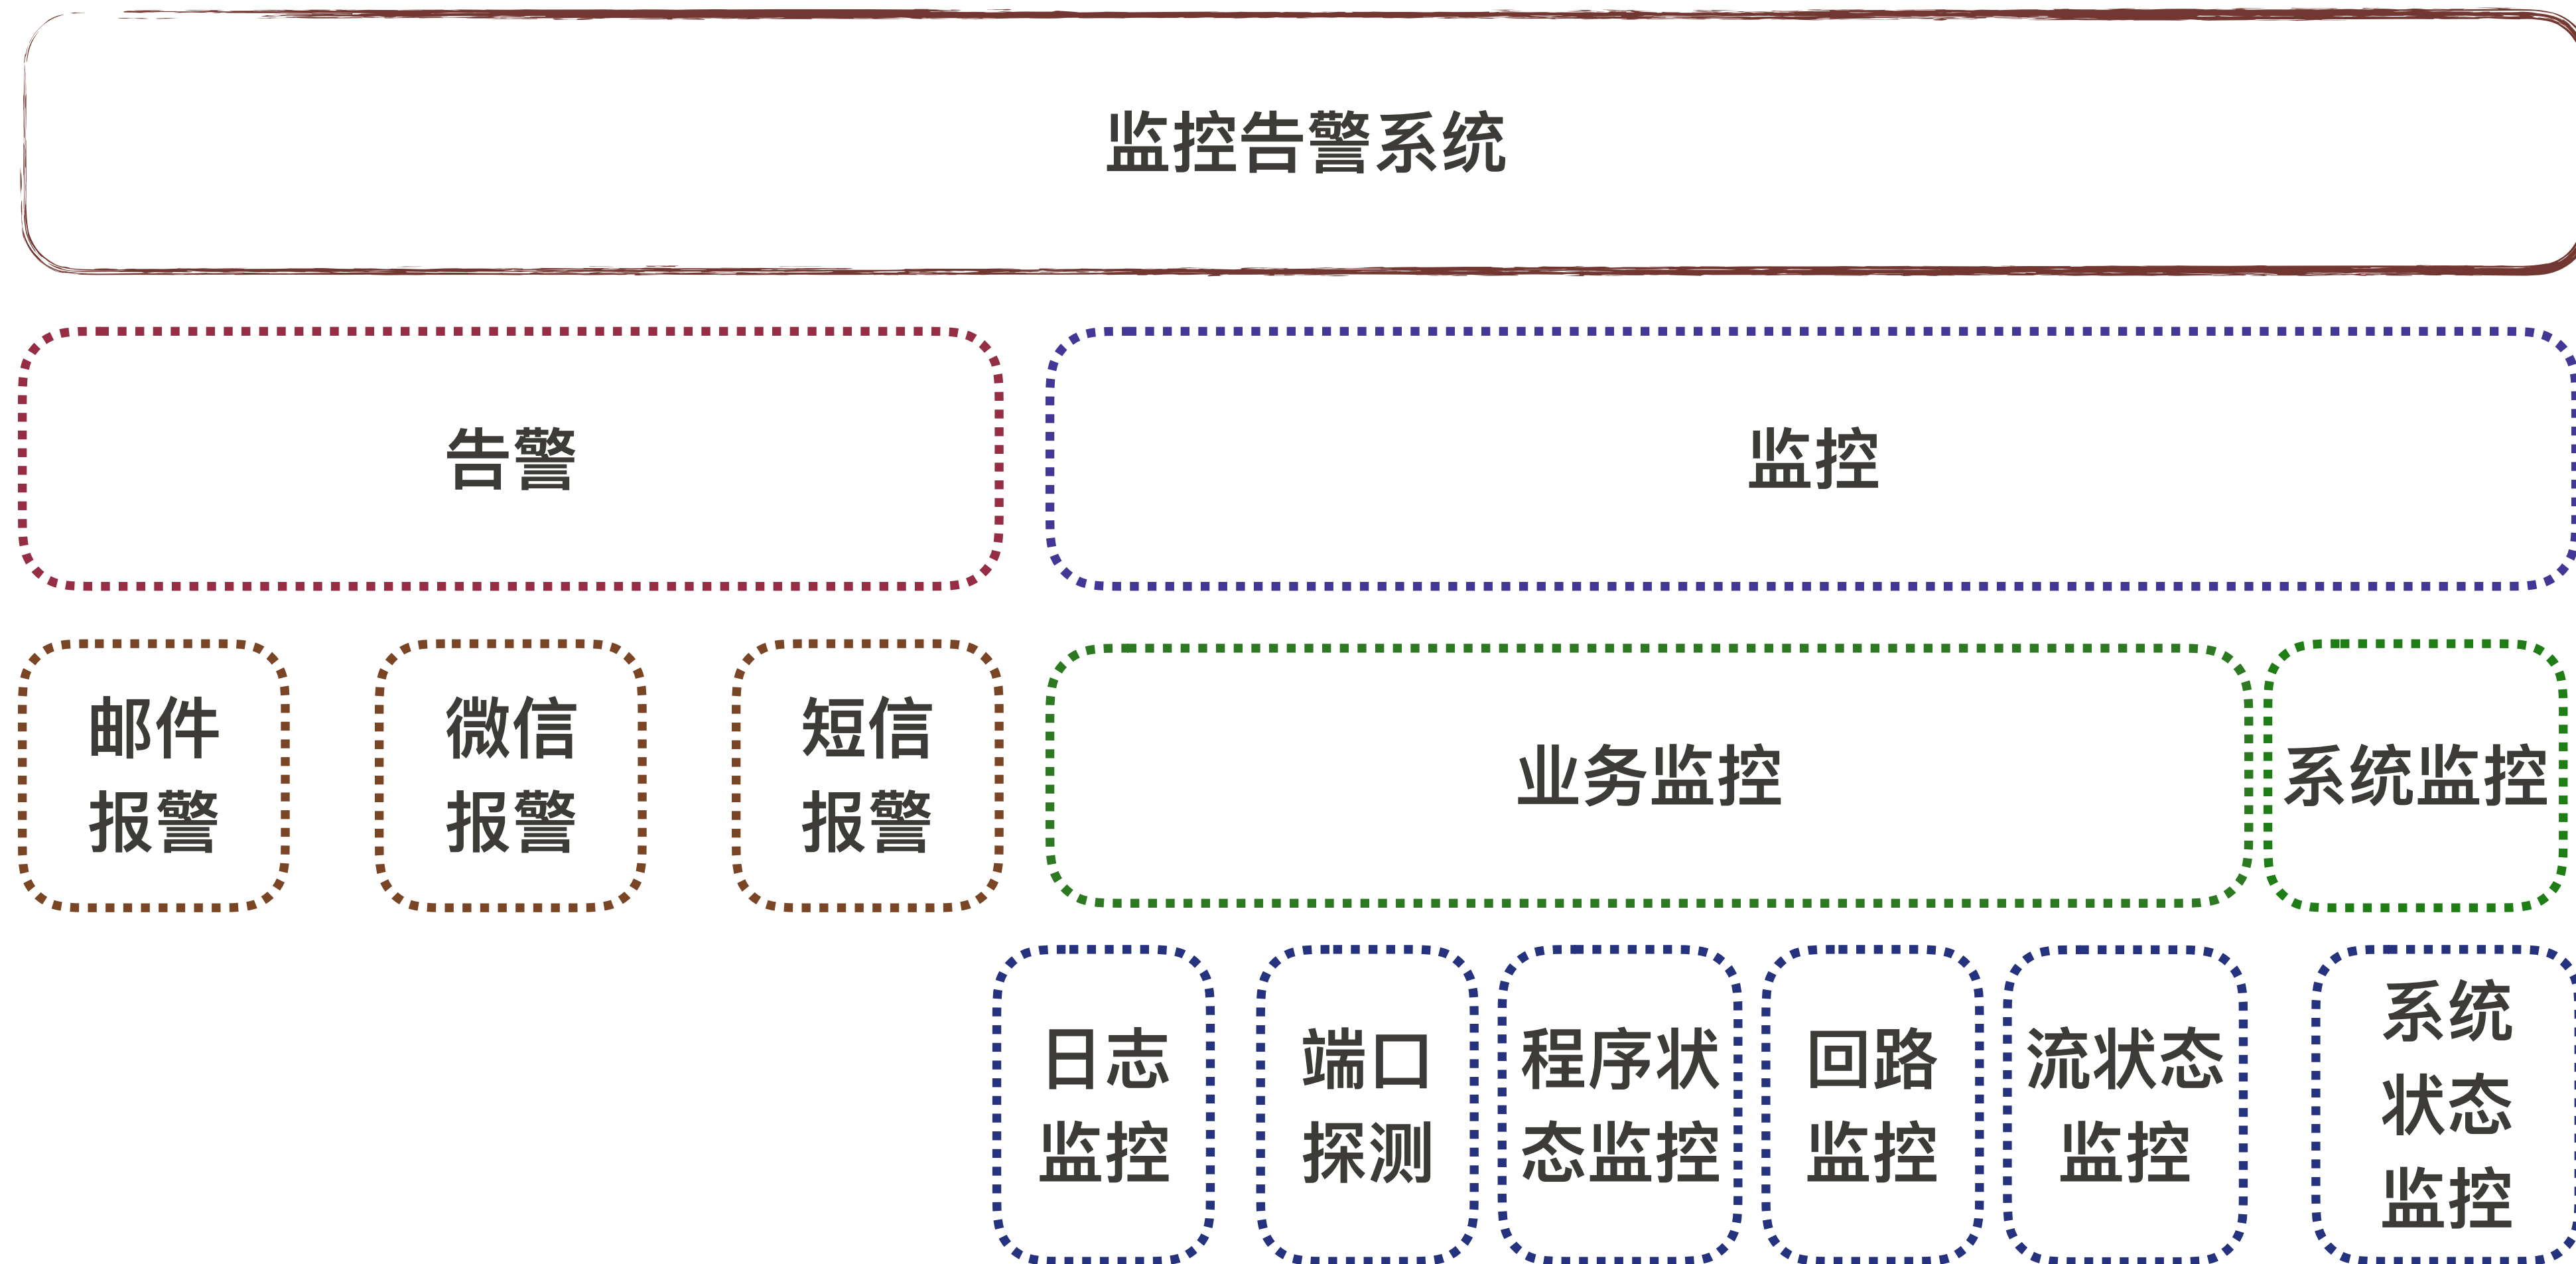 监控告警系统
告警
监控
邮件
报警
微信
报警
短信
报警
业务监控
系统监控
日志
监控
端口
探测
程序状
态监控
回路
监控
流状态
监控
系统
状态
监控